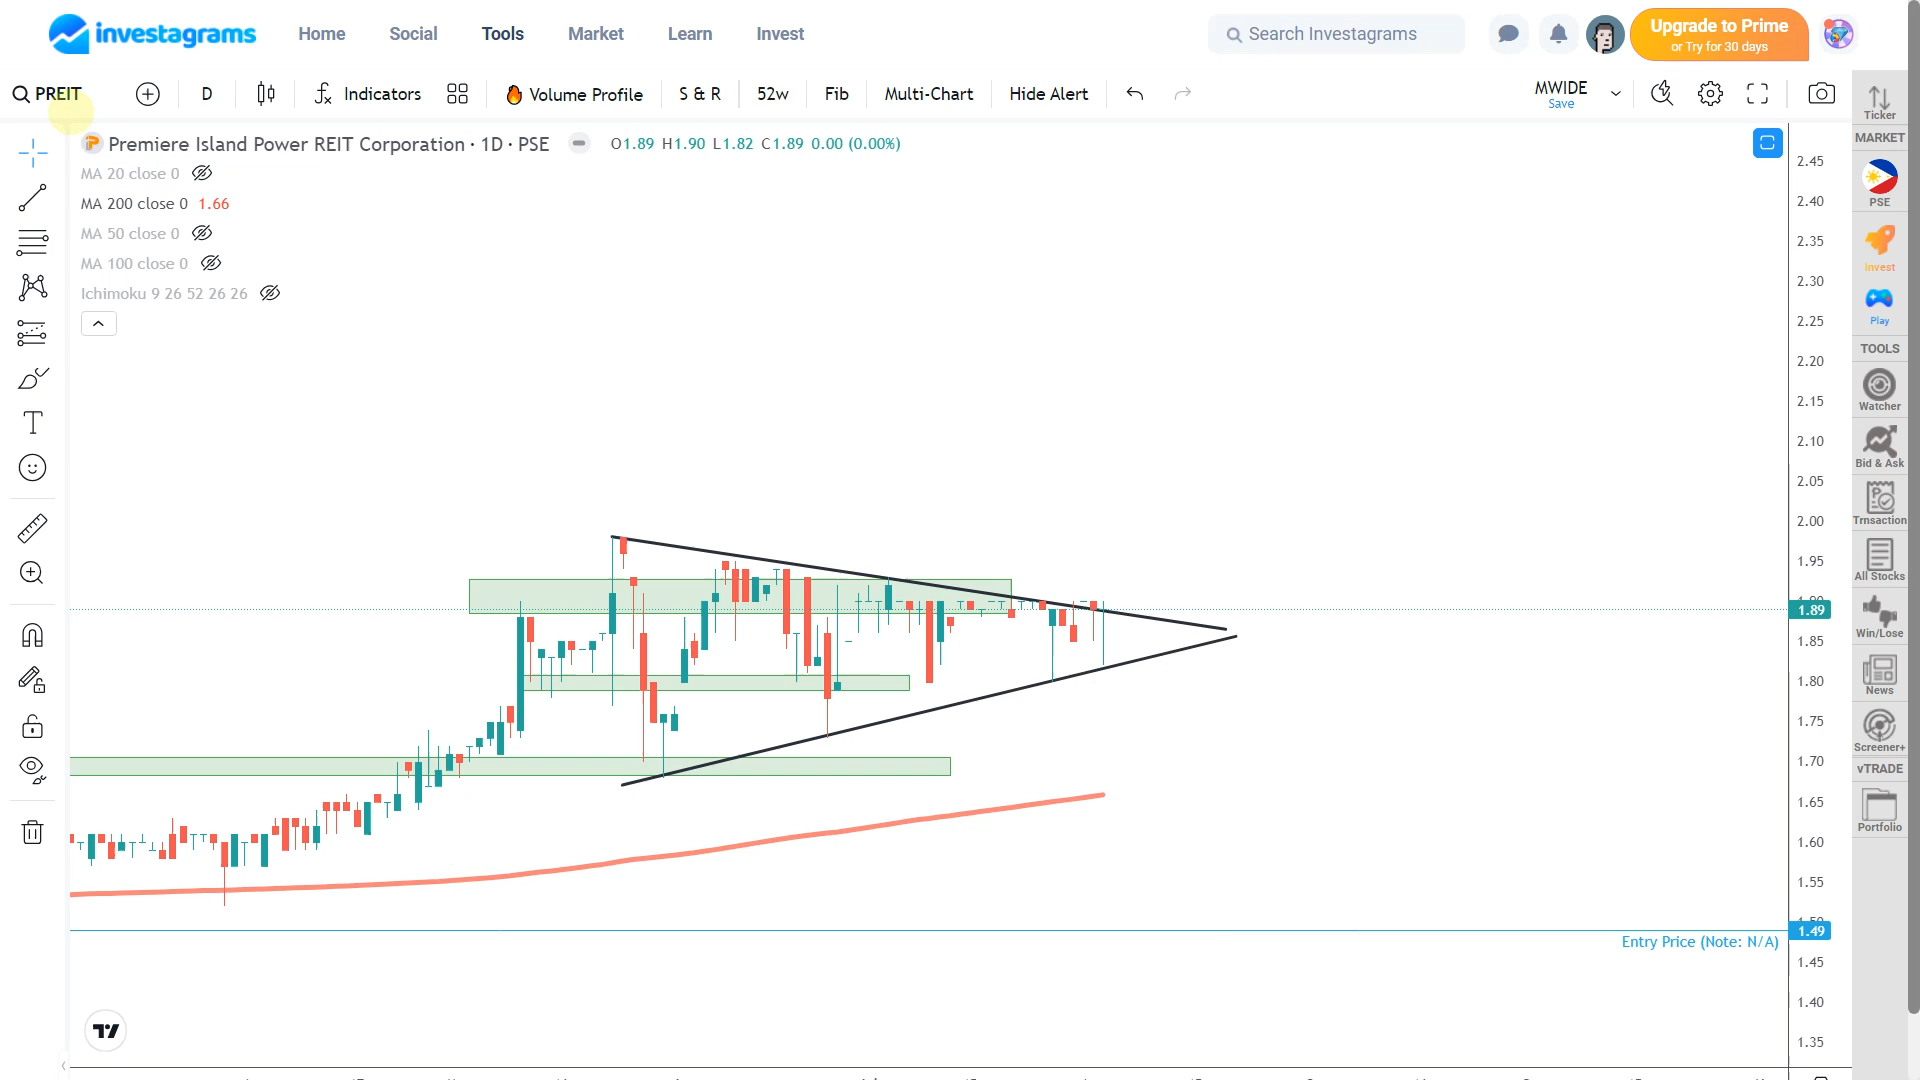 investagrams Home Social Tools Market Learn Invest Search Investagrams Upgrade to Prime
or Try for 30 days
PREIT D Indicators Volume Profile S & R 52w Fib Multi-Chart Hide Alert MWIDE
Save
Premiere Island Power REIT Corporation · 1D · PSE O1.89 H1.90 L1.82 C1.89 0.00 (0.00%)
MA 20 close 0
MA 200 close 0 1.66
MA 50 close 0
MA 100 close 0
Ichimoku 9 26 52 26 26
2.45
2.40
2.35
2.30
2.25
2.20
2.15
2.10
2.05
2.00
1.95
1.90
1.89
1.85
1.80
1.75
1.70
1.65
1.60
1.55
1.50
1.49
Entry Price (Note: N/A)
1.45
1.40
1.35
Ticker
MARKET
PSE
Invest
Play
TOOLS
Watcher
Bid & Ask
Trnsaction
All Stocks
Win/Lose
News
Screener+
vTRADE
Portfolio